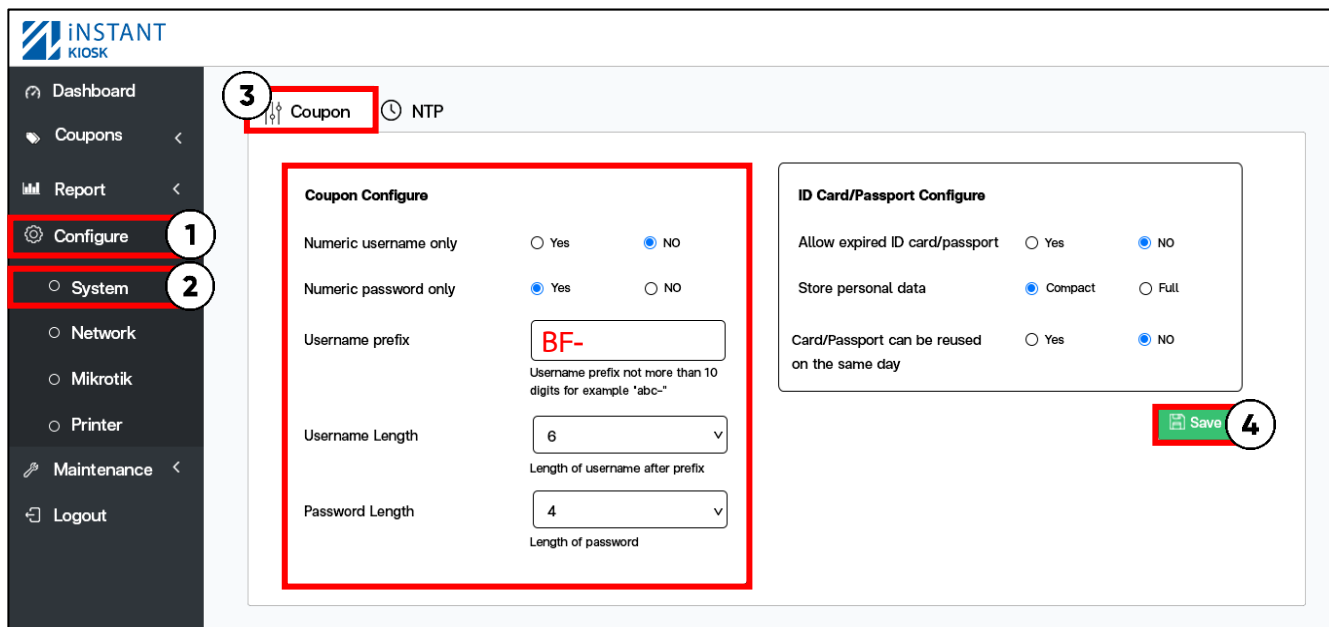 iNSTANT
KIOSK
Dashboard
Coupons
Report
Configure
1
System
2
Network
Mikrotik
Printer
Maintenance
Logout
3
Coupon
NTP
Coupon Configure
Numeric username only
Yes
NO
Numeric password only
Yes
NO
Username prefix
BF-
Username prefix not more than 10
digits for example "abc-"
Username Length
6
Length of username after prefix
Password Length
4
Length of password
ID Card/Passport Configure
Allow expired ID card/passport
Yes
NO
Store personal data
Compact
Full
Card/Passport can be reused
on the same day
Yes
NO
Save
4